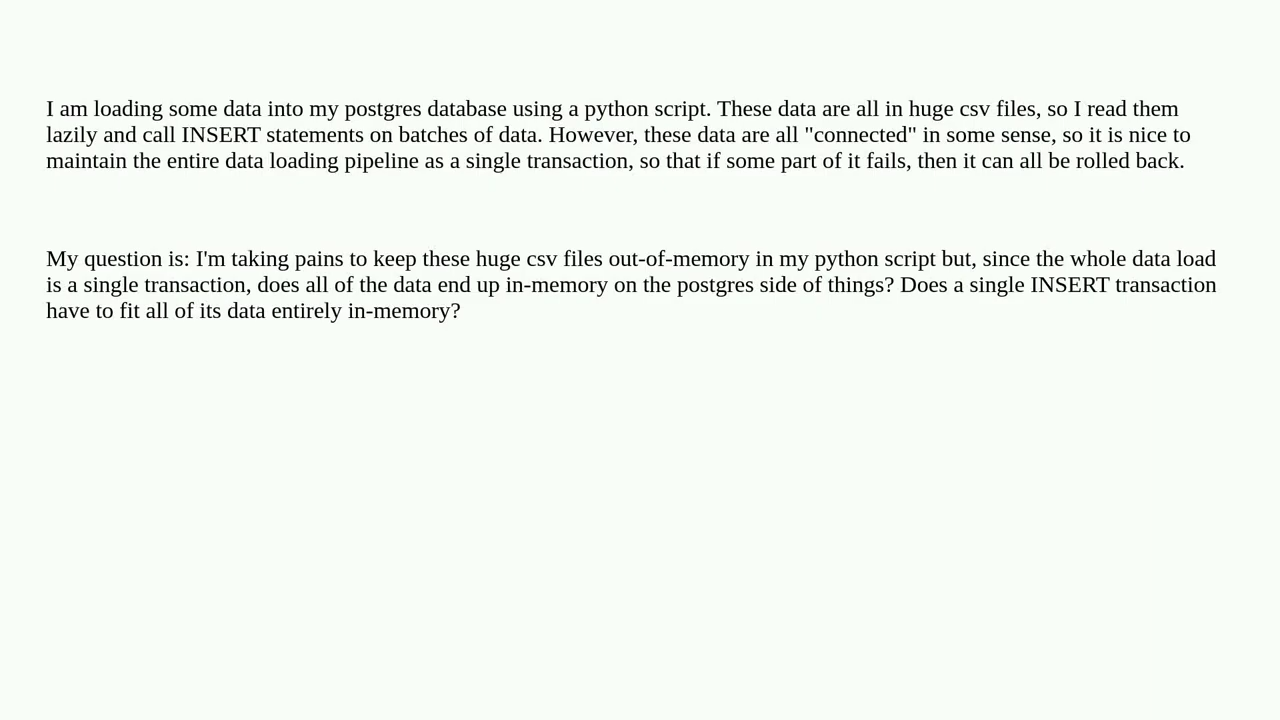 I am loading some data into my postgres database using a python script. These data are all in huge csv files, so I read them
lazily and call INSERT statements on batches of data. However, these data are all "connected" in some sense, so it is nice to
maintain the entire data loading pipeline as a single transaction, so that if some part of it fails, then it can all be rolled back.
My question is: I'm taking pains to keep these huge csv files out-of-memory in my python script but, since the whole data load
is a single transaction, does all of the data end up in-memory on the postgres side of things? Does a single INSERT transaction
have to fit all of its data entirely in-memory?